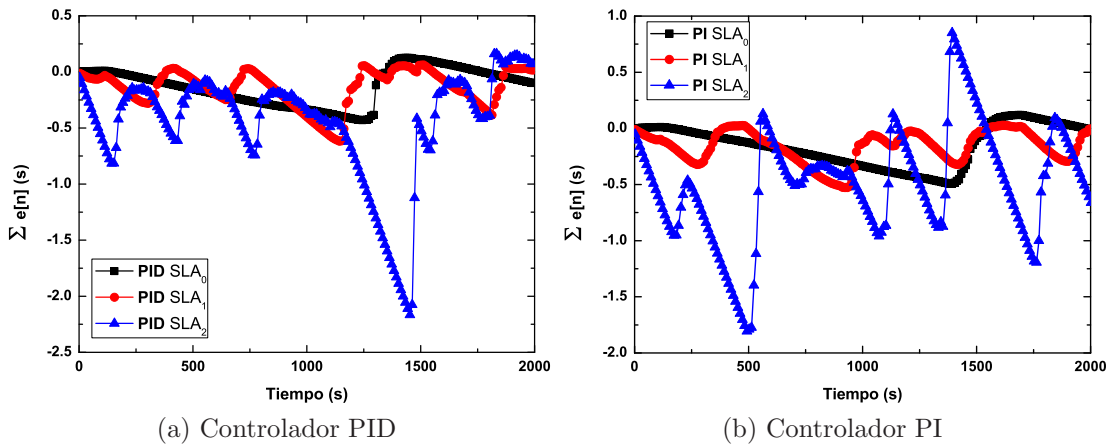 0.5
0.0
-0.5
-1.0
-1.5
-2.0
-2.5
Σ e[n] (s)
PID SLA₀
PID SLA₁
PID SLA₂
0 500 1000 1500 2000
Tiempo (s)
(a) Controlador PID
1.0
0.5
0.0
-0.5
-1.0
-1.5
-2.0
Σ e[n] (s)
PI SLA₀
PI SLA₁
PI SLA₂
0 500 1000 1500 2000
Tiempo (s)
(b) Controlador PI